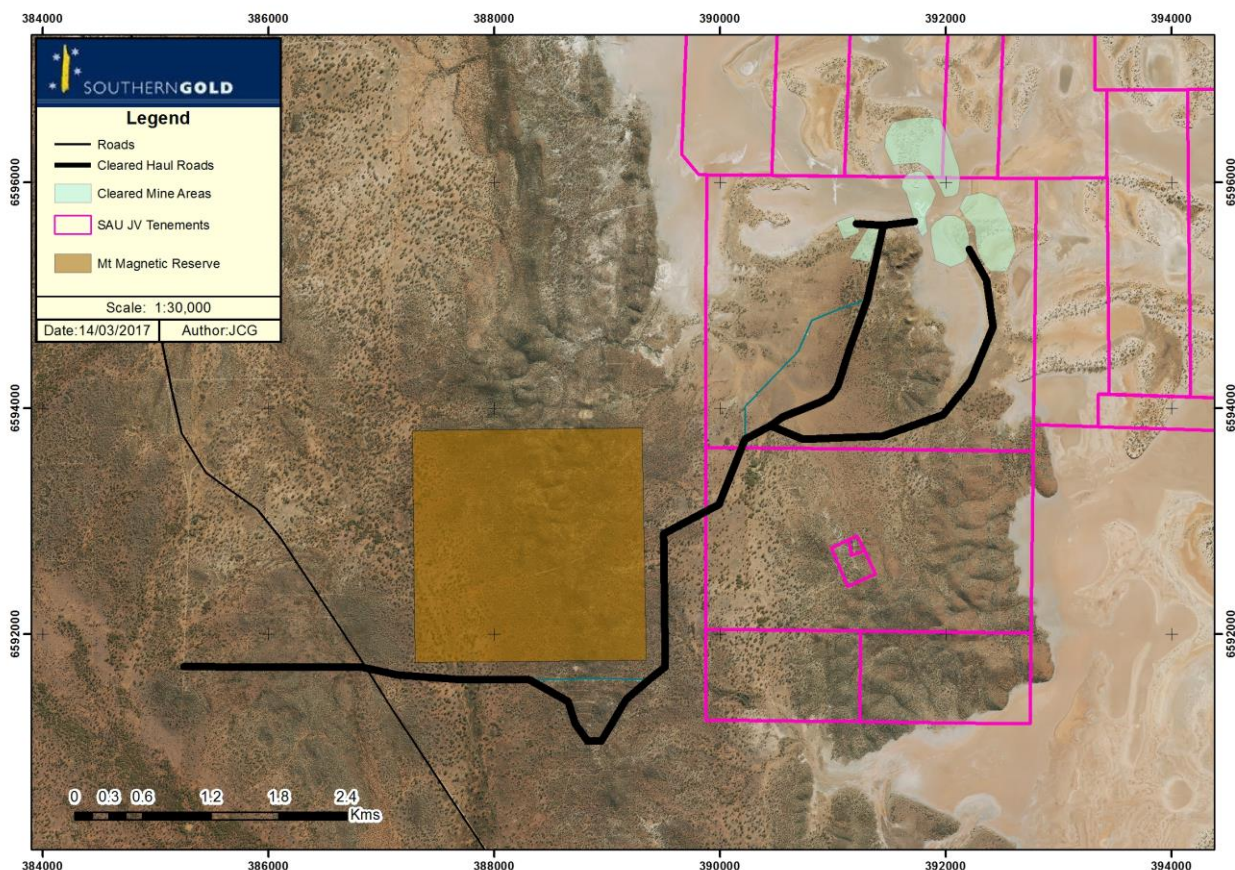 384000 386000 388000 390000 392000 394000
SOUTHERNGOLD
Legend
Roads
Cleared Haul Roads
Cleared Mine Areas
SAU JV Tenements
Mt Magnetic Reserve
Scale: 1:30,000
Date:14/03/2017 Author:JCG
6596000 6596000
6594000 6594000
6592000 6592000
0 0.3 0.6 1.2 1.8 2.4
Kms
384000 386000 388000 390000 392000 394000